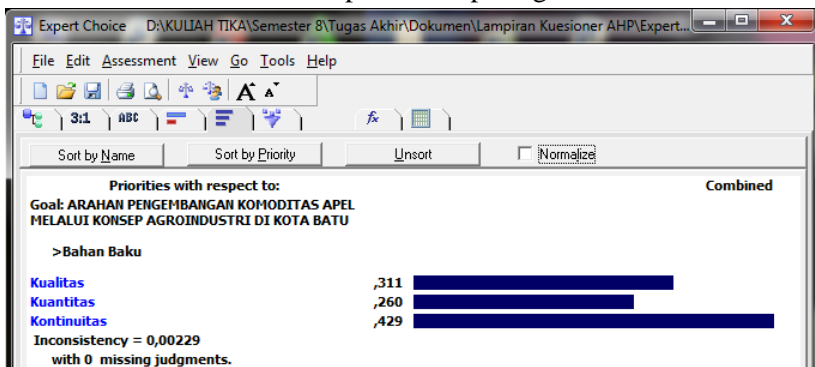 Expert Choice D:\KULIAH TIKA\Semester 8\Tugas Akhir\Dokumen\Lampiran Kuesioner AHP\Expert...
File Edit Assessment View Go Tools Help
A A
3:1 ABC fx
Sort by Name Sort by Priority Unsort Normalize
Priorities with respect to: Combined
Goal: ARAHAN PENGEMBANGAN KOMODITAS APEL
MELALUI KONSEP AGROINDUSTRI DI KOTA BATU
>Bahan Baku
Kualitas ,311
Kuantitas ,260
Kontinuitas ,429
Inconsistency = 0,00229
with 0 missing judgments.